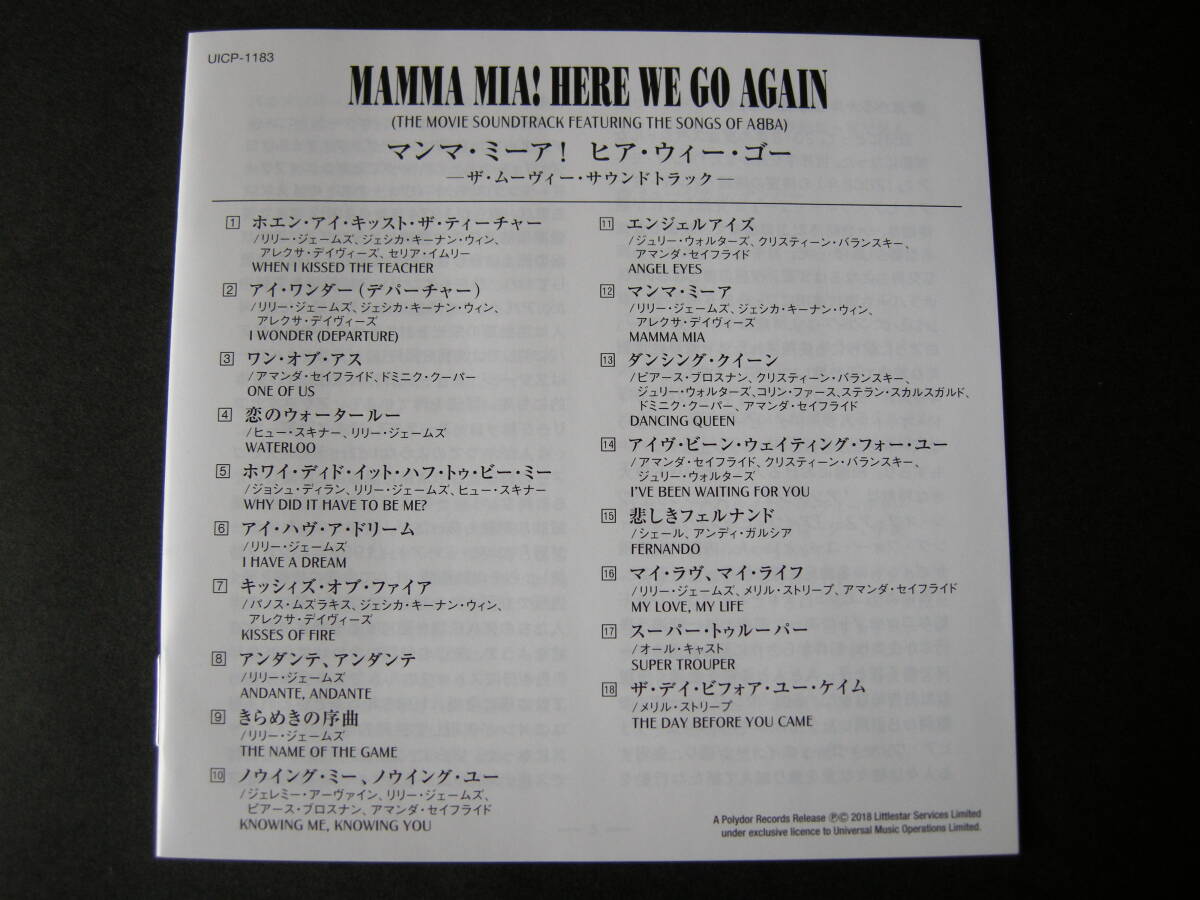 UICP-1183
MAMMA MIA! HERE WE GO AGAIN
(THE MOVIE SOUNDTRACK FEATURING THE SONGS OF ABBA)
マンマ・ミーア! ヒア・ウィー・ゴー
—ザ・ムーヴィー・サウンドトラック—
1 ホエン・アイ・キッスト・ザ・ティーチャー
/リリー・ジェームズ、ジェシカ・キーナン・ウィン、
アレクサ・デイヴィーズ、セリア・イムリー
WHEN I KISSED THE TEACHER
2 アイ・ワンダー(デパーチャー)
/リリー・ジェームズ、ジェシカ・キーナン・ウィン、
アレクサ・デイヴィーズ
I WONDER (DEPARTURE)
3 ワン・オブ・アス
/アマンダ・セイフライド、ドミニク・クーパー
ONE OF US
4 恋のウォータールー
/ヒュー・スキナー、リリー・ジェームズ
WATERLOO
5 ホワイ・ディド・イット・ハフ・トゥ・ビー・ミー
/ジョシュ・ディラン、リリー・ジェームズ、ヒュー・スキナー
WHY DID IT HAVE TO BE ME?
6 アイ・ハヴ・ア・ドリーム
/リリー・ジェームズ
I HAVE A DREAM
7 キッシィズ・オブ・ファイア
/パノス・ムズラキス、ジェシカ・キーナン・ウィン、
アレクサ・デイヴィーズ
KISSES OF FIRE
8 アンダンテ、アンダンテ
/リリー・ジェームズ
ANDANTE, ANDANTE
9 きらめきの序曲
/リリー・ジェームズ
THE NAME OF THE GAME
10 ノウイング・ミー、ノウイング・ユー
/ジェレミー・アーヴァイン、リリー・ジェームズ、
ピアース・ブロスナン、アマンダ・セイフライド
KNOWING ME, KNOWING YOU
11 エンジェルアイズ
/ジュリー・ウォルターズ、クリスティーン・バランスキー、
アマンダ・セイフライド
ANGEL EYES
12 マンマ・ミーア
/リリー・ジェームズ、ジェシカ・キーナン・ウィン、
アレクサ・デイヴィーズ
MAMMA MIA
13 ダンシング・クイーン
/ピアース・ブロスナン、クリスティーン・バランスキー、
ジュリー・ウォルターズ、コリン・ファース、ステラン・スカルスガルド、
ドミニク・クーパー、アマンダ・セイフライド
DANCING QUEEN
14 アイヴ・ビーン・ウェイティング・フォー・ユー
/アマンダ・セイフライド、クリスティーン・バランスキー、
ジュリー・ウォルターズ
I'VE BEEN WAITING FOR YOU
15 悲しきフェルナンド
/シェール、アンディ・ガルシア
FERNANDO
16 マイ・ラヴ、マイ・ライフ
/リリー・ジェームズ、メリル・ストリープ、アマンダ・セイフライド
MY LOVE, MY LIFE
17 スーパー・トゥルーパー
/オール・キャスト
SUPER TROUPER
18 ザ・デイ・ビフォア・ユー・ケイム
/メリル・ストリープ
THE DAY BEFORE YOU CAME
A Polydor Records Release ℗© 2018 Littlestar Services Limited
under exclusive licence to Universal Music Operations Limited.